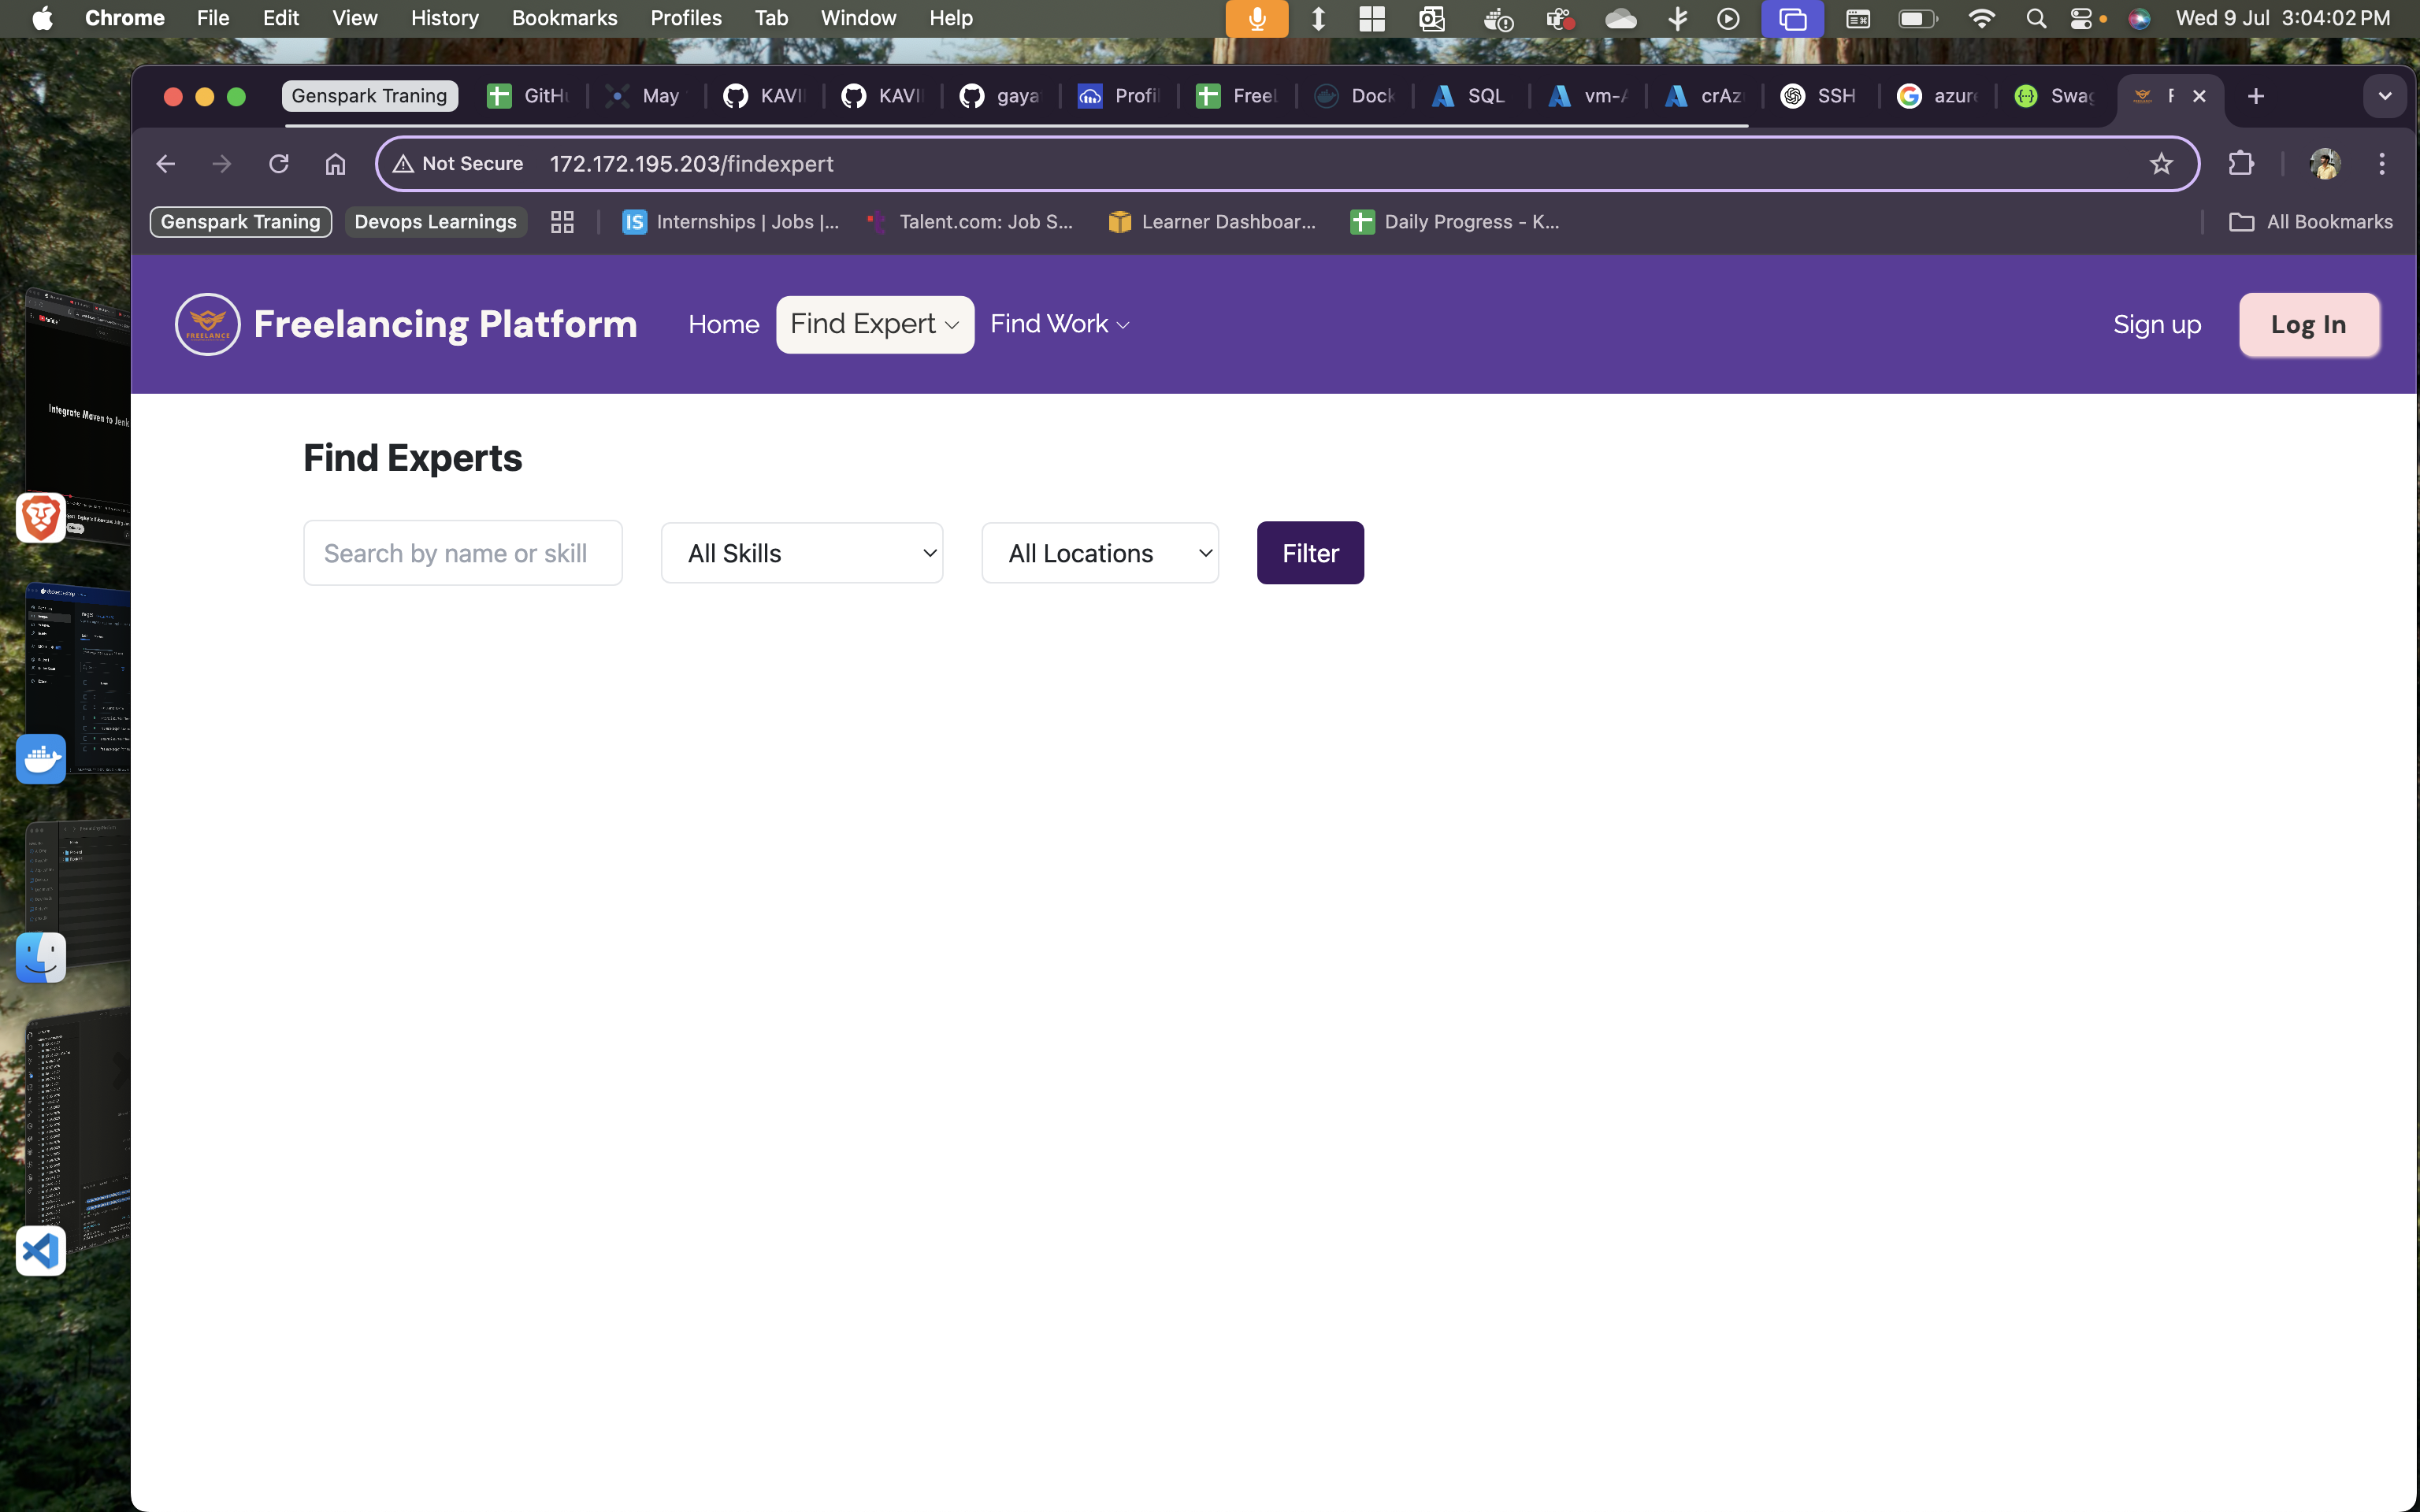 Chrome File Edit View History Bookmarks Profiles Tab Window Help Wed 9 Jul 3:04:02 PM
Genspark Traning GitHu May KAVI KAVI gaya Profi Freel Dock SQL vm-A crAz SSH azure Swag F
Not Secure 172.172.195.203/findexpert
Genspark Traning Devops Learnings IS Internships | Jobs |... Talent.com: Job S... Learner Dashboar... Daily Progress - K... All Bookmarks
FREELANCE Freelancing Platform Home Find Expert Find Work Sign up Log In
Integrate Maven to Jenk
Find Experts
Search by name or skill All Skills All Locations Filter